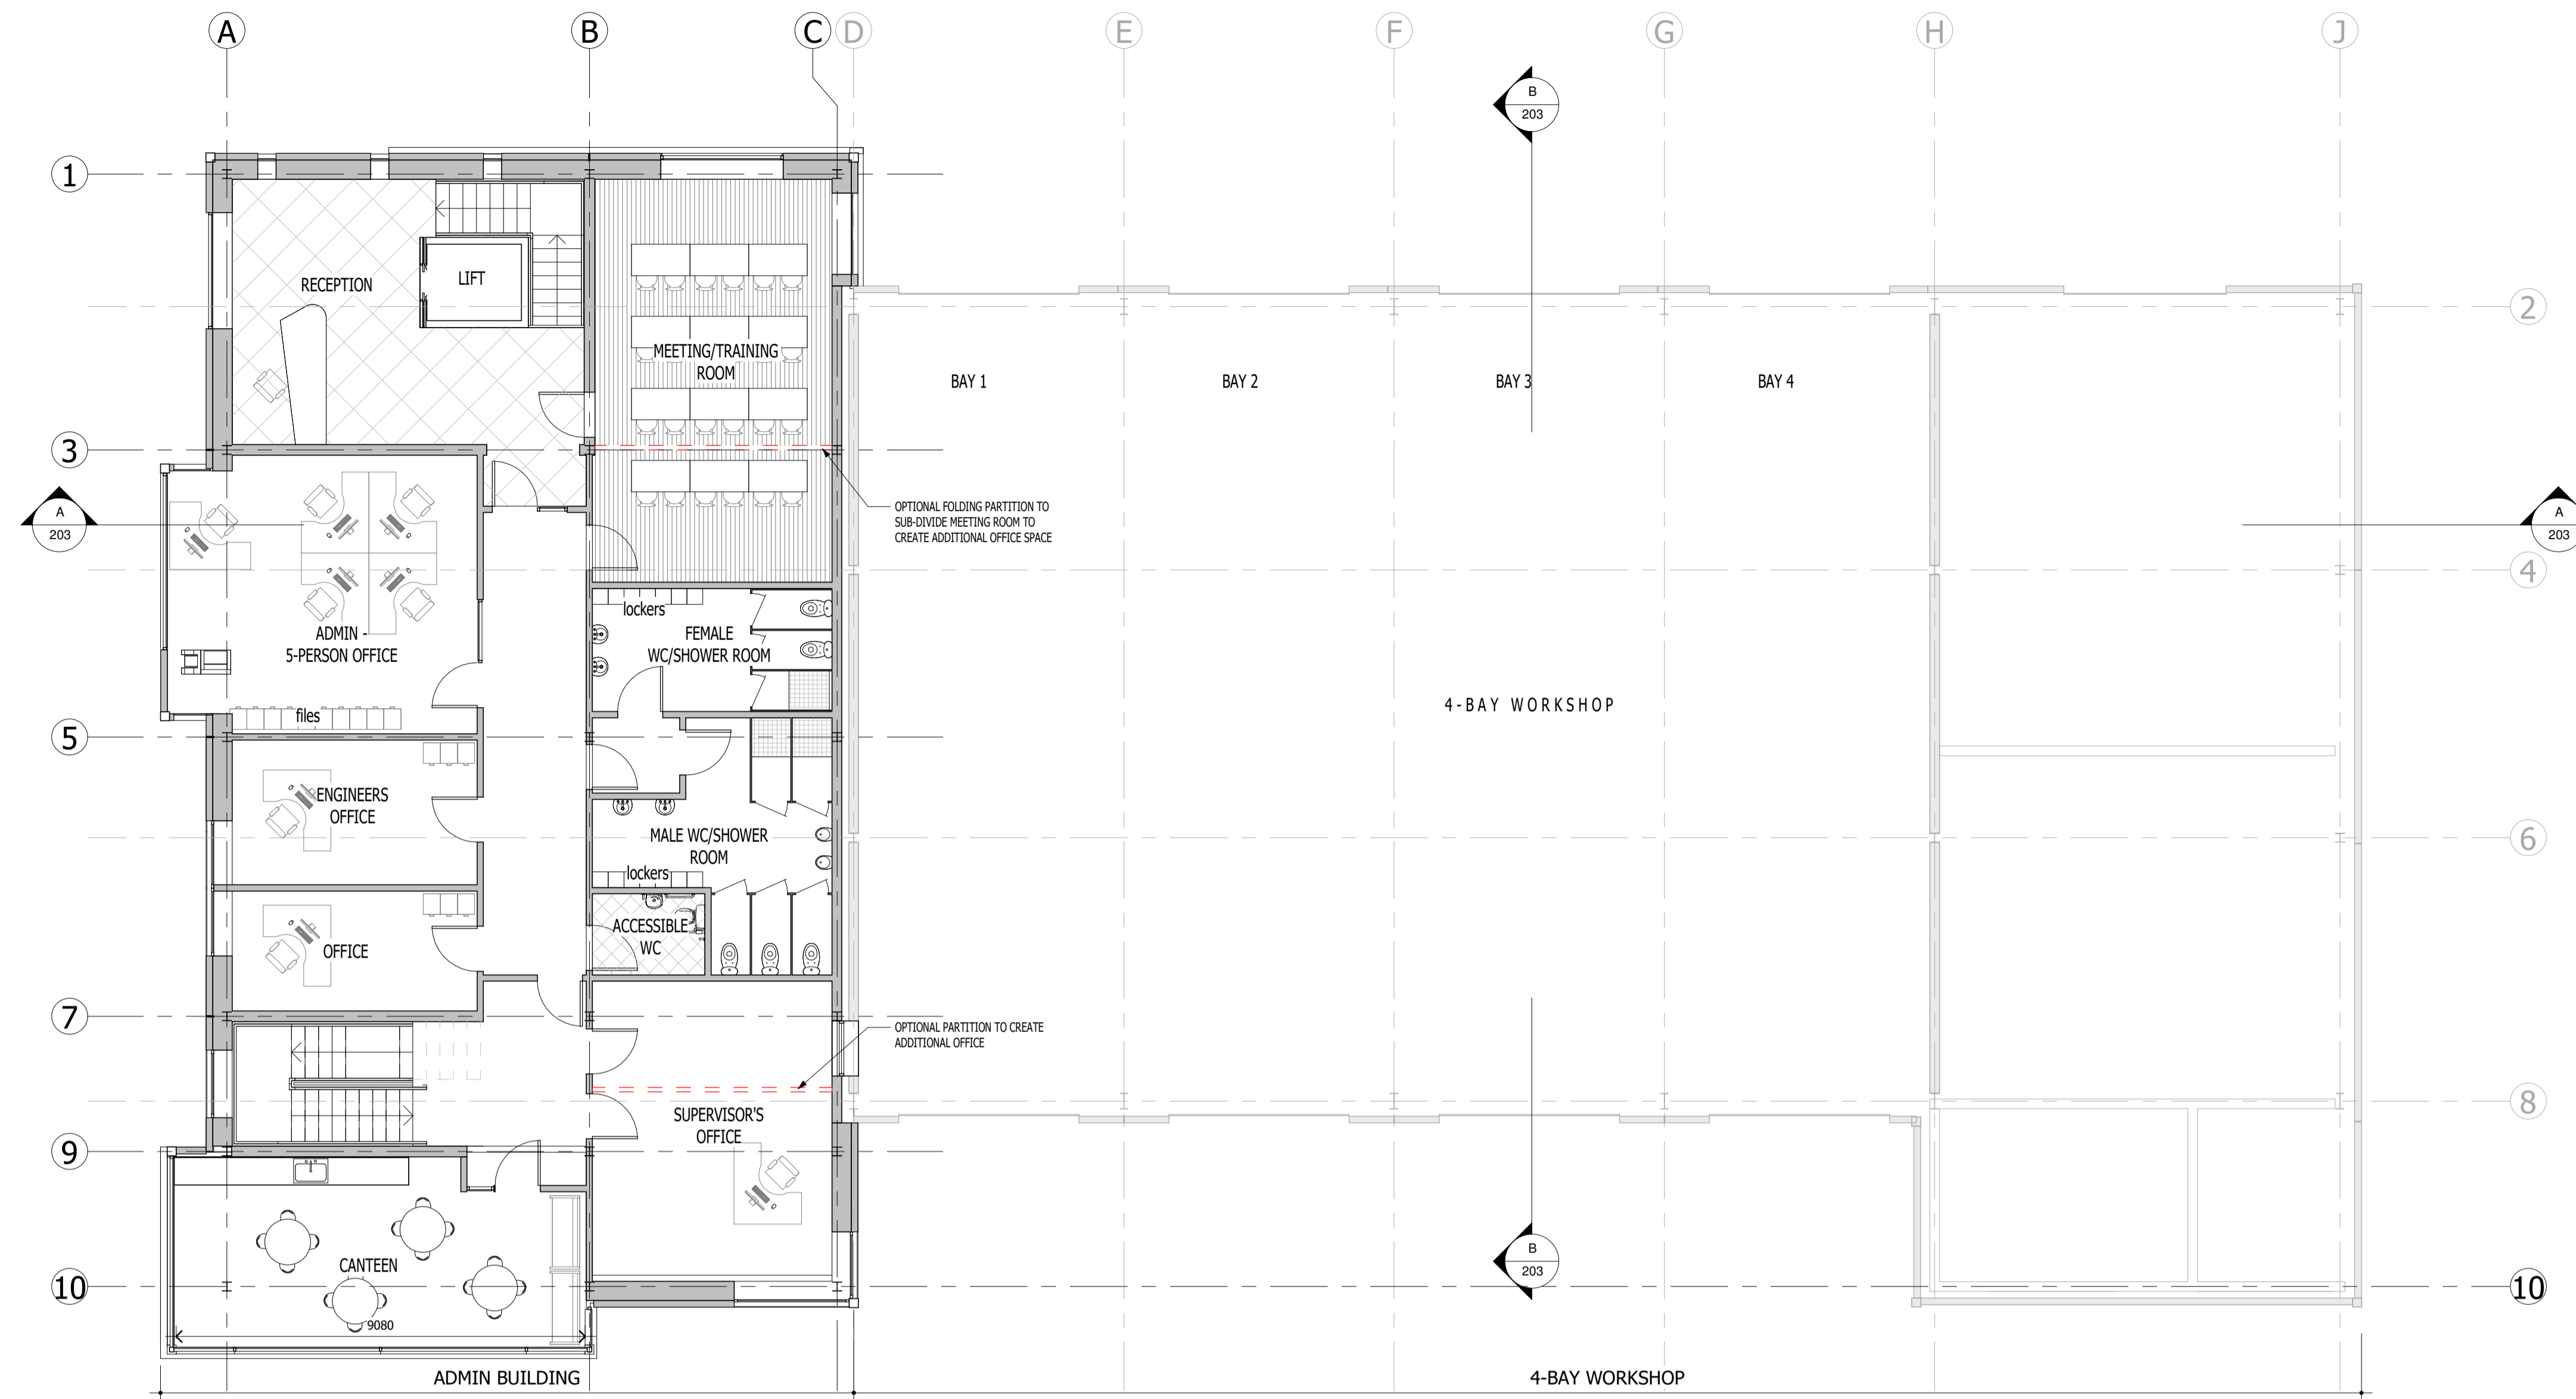 A
B
C
D
E
F
G
H
J
B
203
1
2
RECEPTION
LIFT
MEETING/TRAINING
ROOM
BAY 1
BAY 2
BAY 3
BAY 4
3
OPTIONAL FOLDING PARTITION TO
SUB-DIVIDE MEETING ROOM TO
CREATE ADDITIONAL OFFICE SPACE
A
203
A
203
4
lockers
ADMIN -
5-PERSON OFFICE
FEMALE
WC/SHOWER ROOM
files
4-BAY WORKSHOP
5
ENGINEERS
OFFICE
MALE WC/SHOWER
ROOM
6
lockers
ACCESSIBLE
WC
OFFICE
7
OPTIONAL PARTITION TO CREATE
ADDITIONAL OFFICE
8
SUPERVISOR'S
OFFICE
9
CANTEEN
B
203
10
10
9080
ADMIN BUILDING
4-BAY WORKSHOP